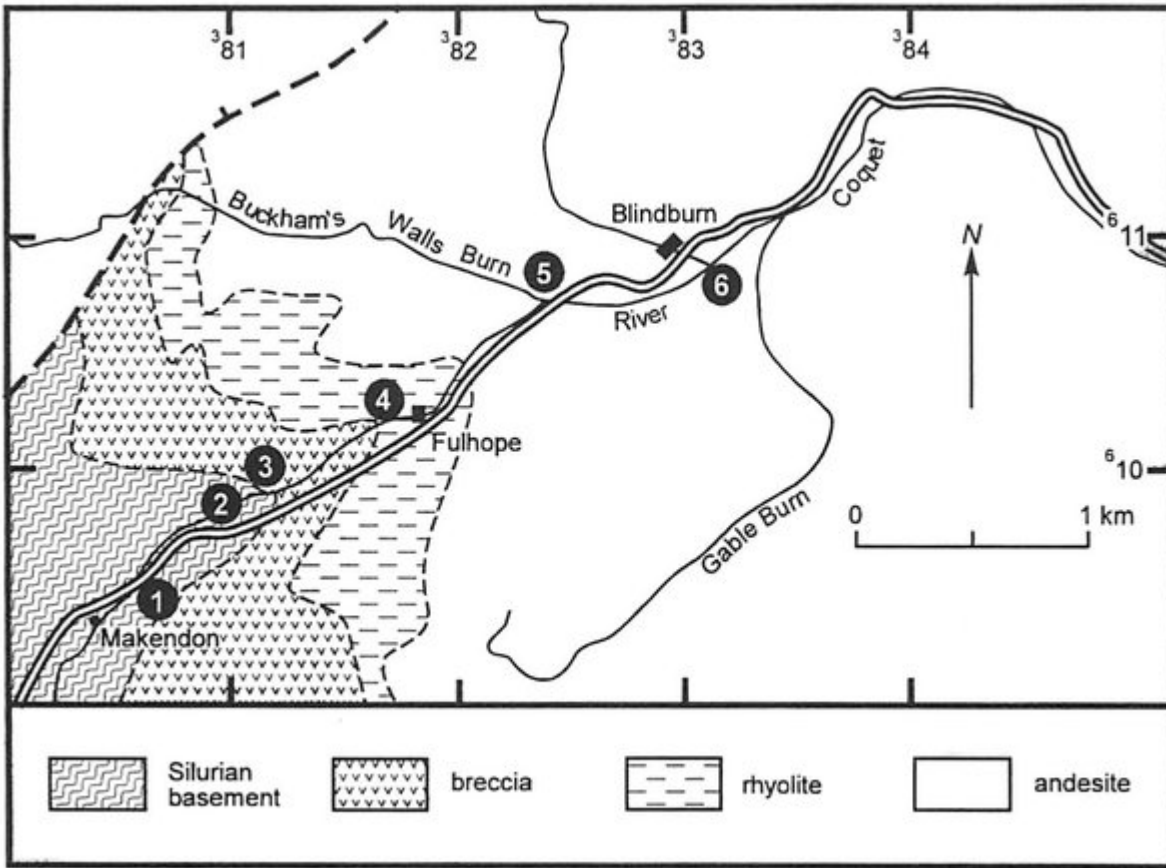 ³81
³82
³83
³84
Buckham's
Walls Burn
Blindburn
Coquet
⁶11
5
6
River
N
4
Fulhope
3
⁶10
2
0
1 km
Gable Burn
1
Makendon
Silurian
basement
breccia
rhyolite
andesite